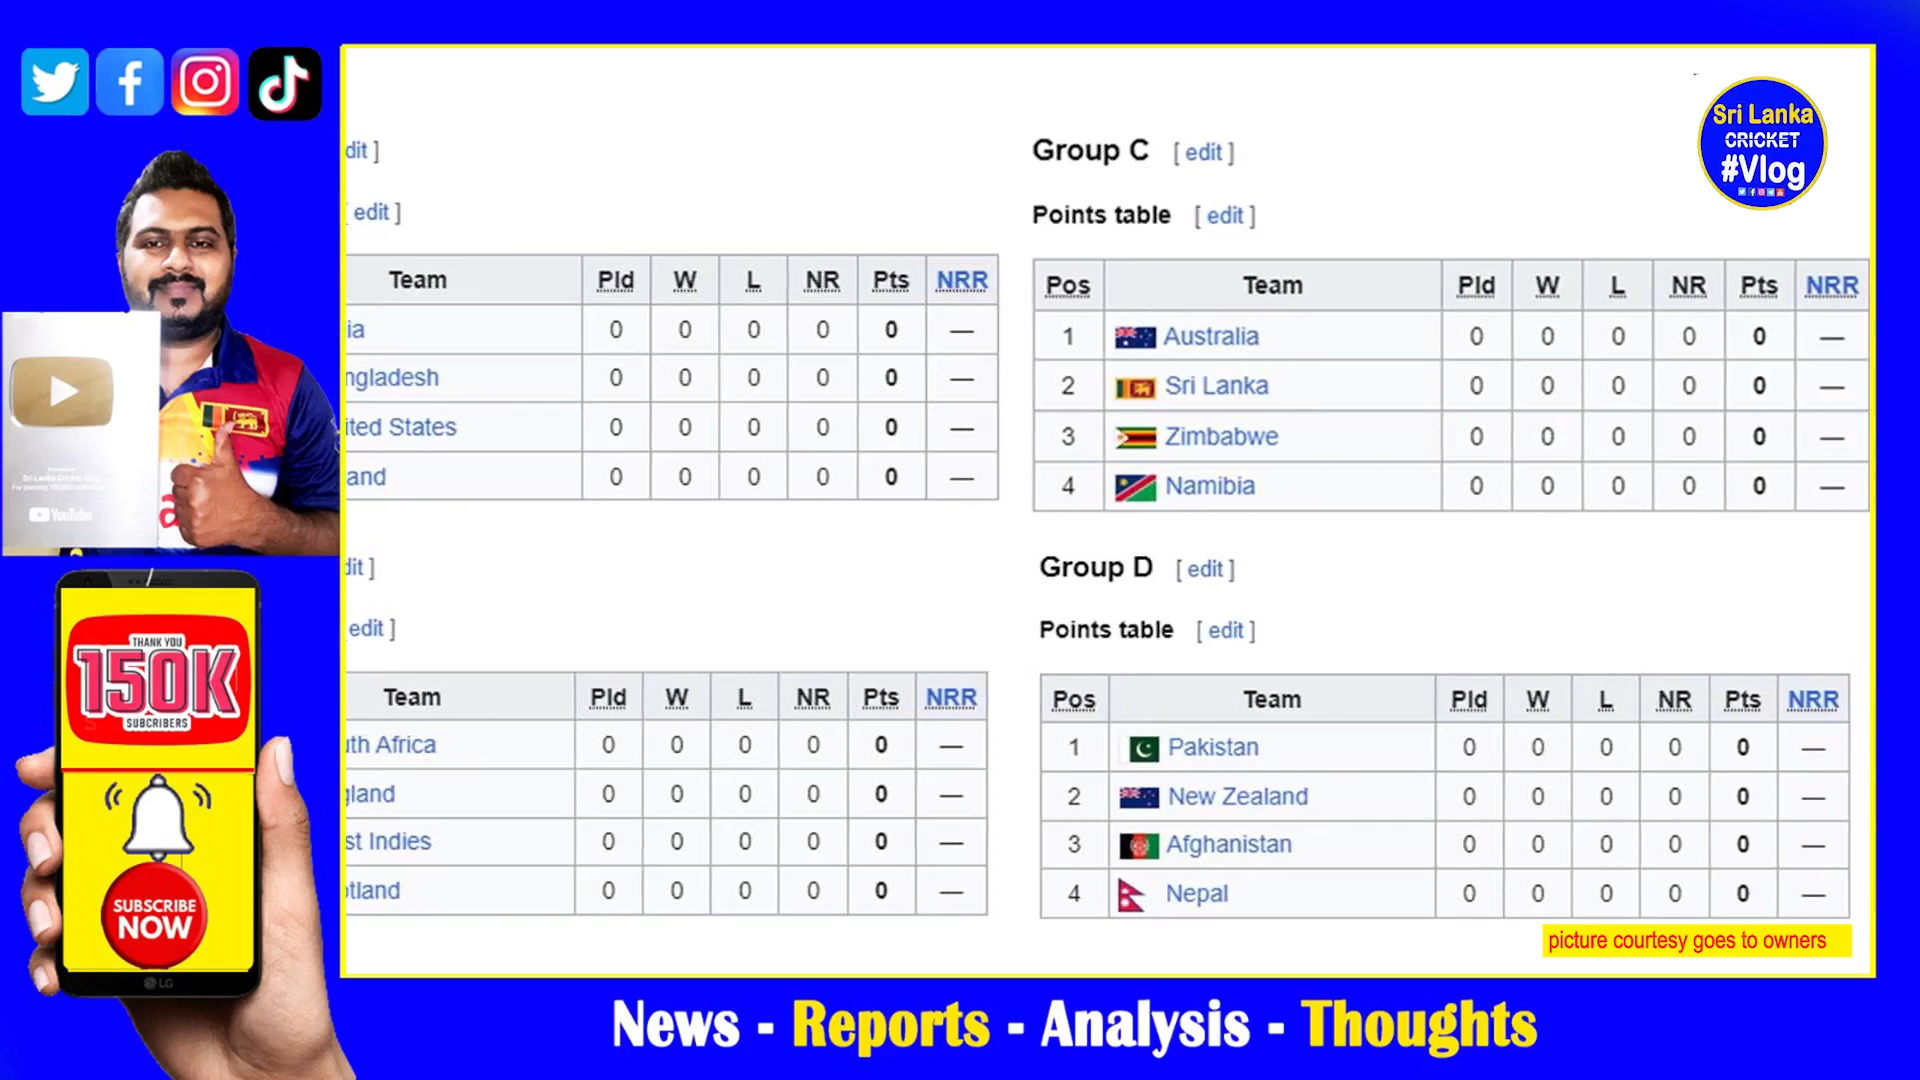 Sri Lanka
CRICKET
#Vlog
dit ]
[ edit ]
Team Pld W L NR Pts NRR
ia 0 0 0 0 0 —
ngladesh 0 0 0 0 0 —
ited States 0 0 0 0 0 —
and 0 0 0 0 0 —
dit ]
edit ]
Team Pld W L NR Pts NRR
th Africa 0 0 0 0 0 —
gland 0 0 0 0 0 —
st Indies 0 0 0 0 0 —
otland 0 0 0 0 0 —
Group C [ edit ]
Points table [ edit ]
Pos Team Pld W L NR Pts NRR
1 Australia 0 0 0 0 0 —
2 Sri Lanka 0 0 0 0 0 —
3 Zimbabwe 0 0 0 0 0 —
4 Namibia 0 0 0 0 0 —
Group D [ edit ]
Points table [ edit ]
Pos Team Pld W L NR Pts NRR
1 Pakistan 0 0 0 0 0 —
2 New Zealand 0 0 0 0 0 —
3 Afghanistan 0 0 0 0 0 —
4 Nepal 0 0 0 0 0 —
picture courtesy goes to owners
Sri Lanka Cricket Vlog
YouTube
THANK YOU
150K
SUBCRIBERS
SUBSCRIBE
NOW
LG
News - Reports - Analysis - Thoughts